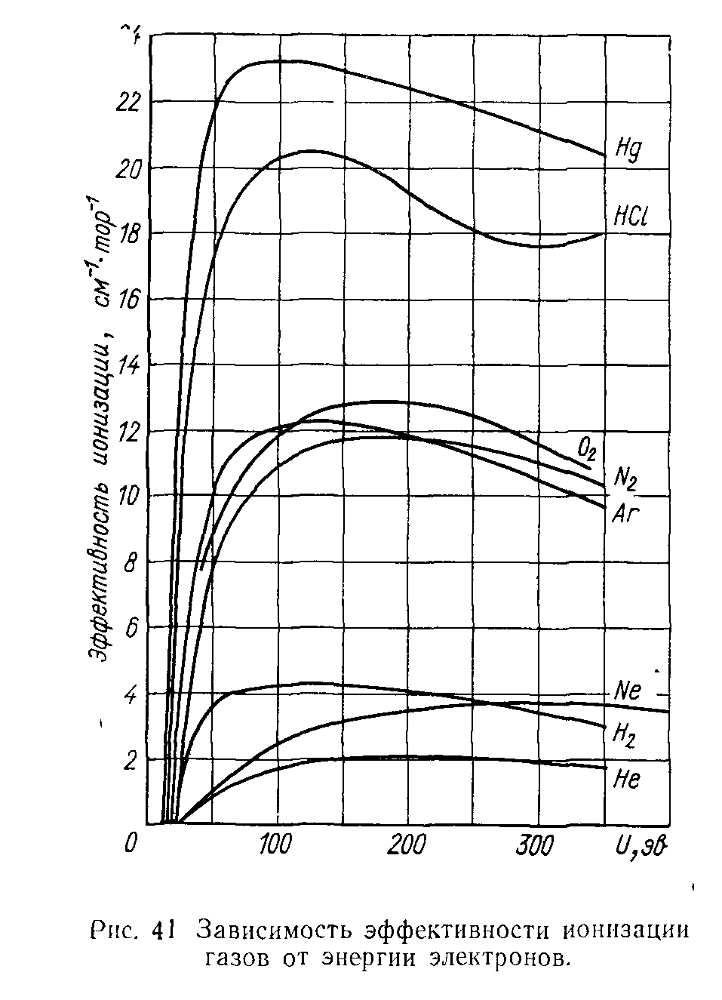 22
20
18
16
14
12
10
8
6
4
2
0
100
200
300
U, эв
Эффективность ионизации, см⁻¹·тор⁻¹
Hg
HCl
O₂
N₂
Ar
Ne
H₂
He
Рис. 41 Зависимость эффективности ионизации
газов от энергии электронов.